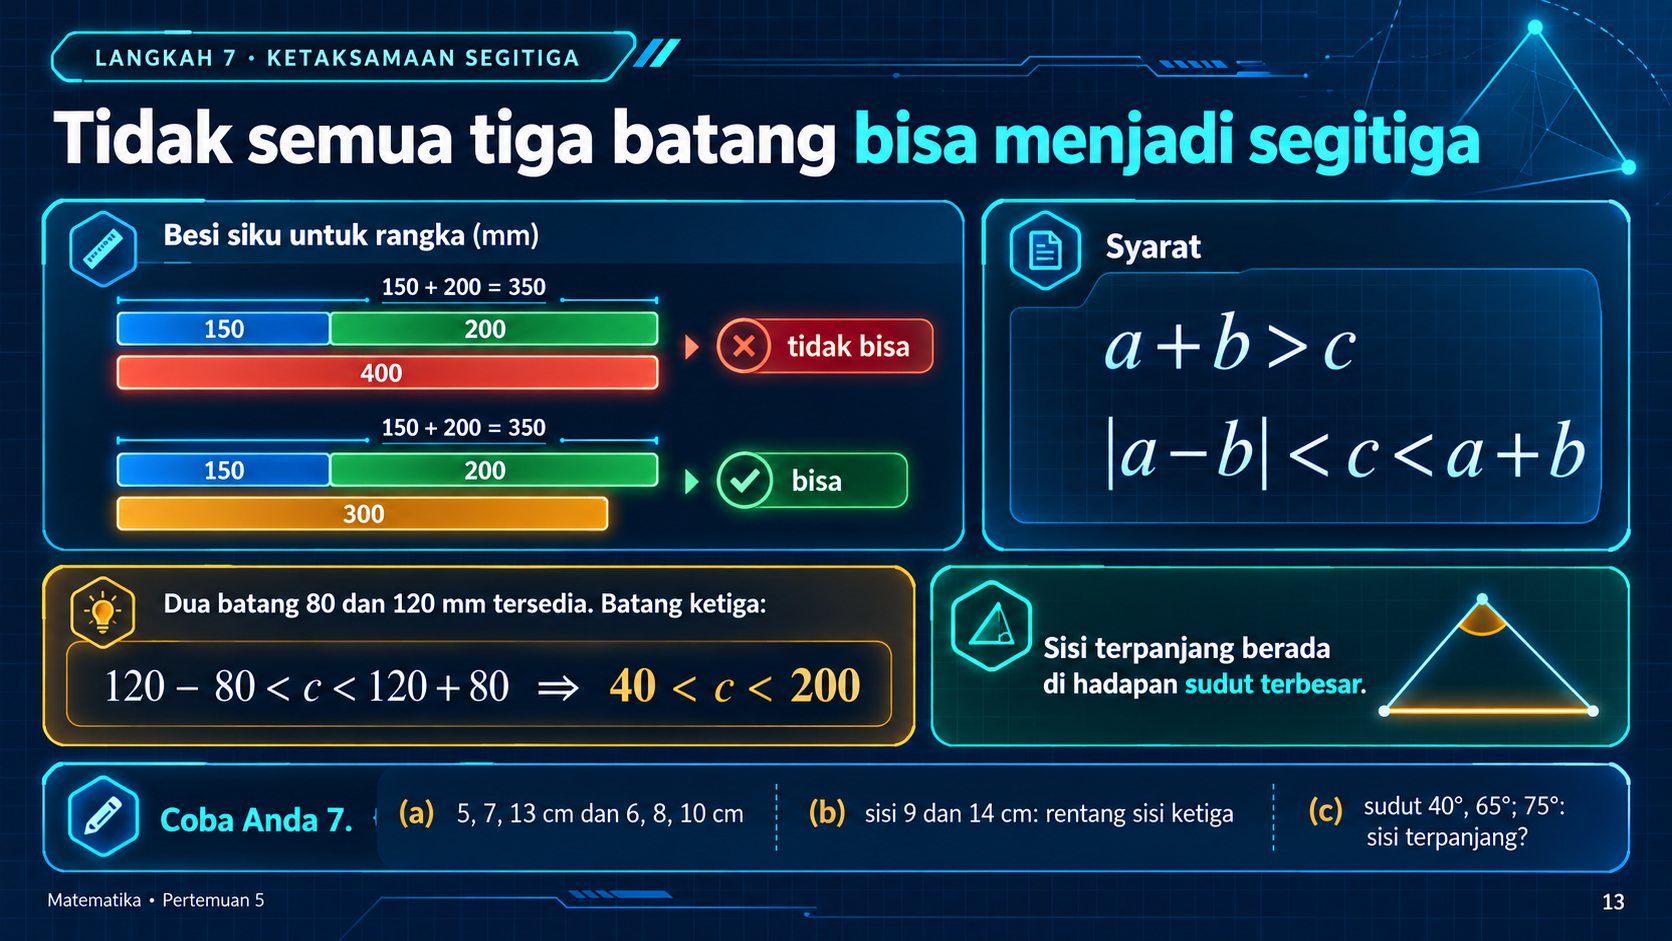 LANGKAH 7 • KETAKSAMAAN SEGITIGA
Tidak semua tiga batang bisa menjadi segitiga
Besi siku untuk rangka (mm)
150 + 200 = 350
150 200
400
tidak bisa
150 + 200 = 350
150 200
300
bisa
Syarat
a + b > c
|a − b| < c < a + b
Dua batang 80 dan 120 mm tersedia. Batang ketiga:
120 − 80 < c < 120 + 80 ⇒ 40 < c < 200
Sisi terpanjang berada
di hadapan sudut terbesar.
Coba Anda 7.
(a) 5, 7, 13 cm dan 6, 8, 10 cm
(b) sisi 9 dan 14 cm: rentang sisi ketiga
(c) sudut 40°, 65°; 75°:
sisi terpanjang?
Matematika • Pertemuan 5
13